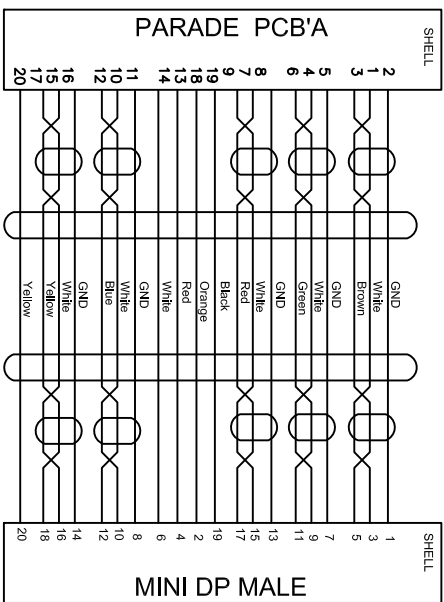 PARADE PCB'A
SHELL
20 17 15 16 12 10 11 14 13 18 19 9 7 8 6 4 5 3 1 2
Yellow
Yellow
White
GND
Blue
White
GND
White
Red
Orange
Black
Red
White
GND
Green
White
GND
Brown
White
GND
20 18 16 14 12 10 8 6 4 2 19 17 15 13 11 9 7 5 3 1
SHELL
MINI DP MALE